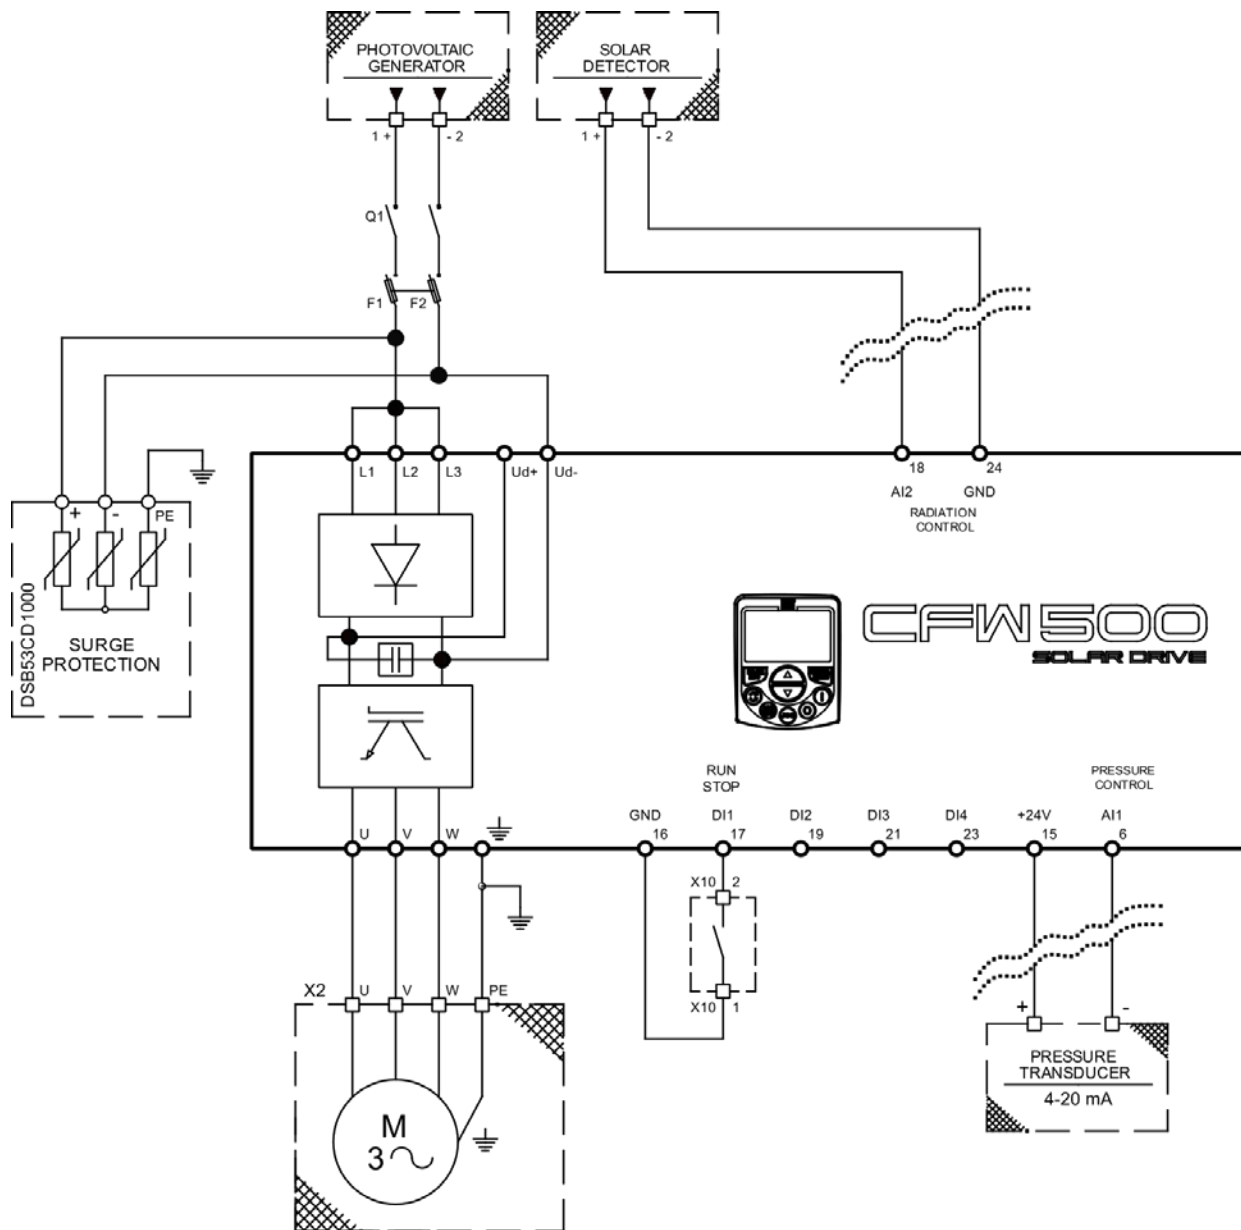 PHOTOVOLTAIC
GENERATOR
SOLAR
DETECTOR
1 + - 2
1 + - 2
Q1
F1 F2
L1 L2 L3 Ud+ Ud-
18 24
AI2 GND
RADIATION
CONTROL
+ - PE
DSB53CD1000
SURGE
PROTECTION
CFW500
SOLAR DRIVE
RUN
STOP
PRESSURE
CONTROL
GND DI1 DI2 DI3 DI4 +24V AI1
16 17 19 21 23 15 6
U V W
X10 2
X10 1
X2 U V W PE
+ -
PRESSURE
TRANSDUCER
4-20 mA
M
3